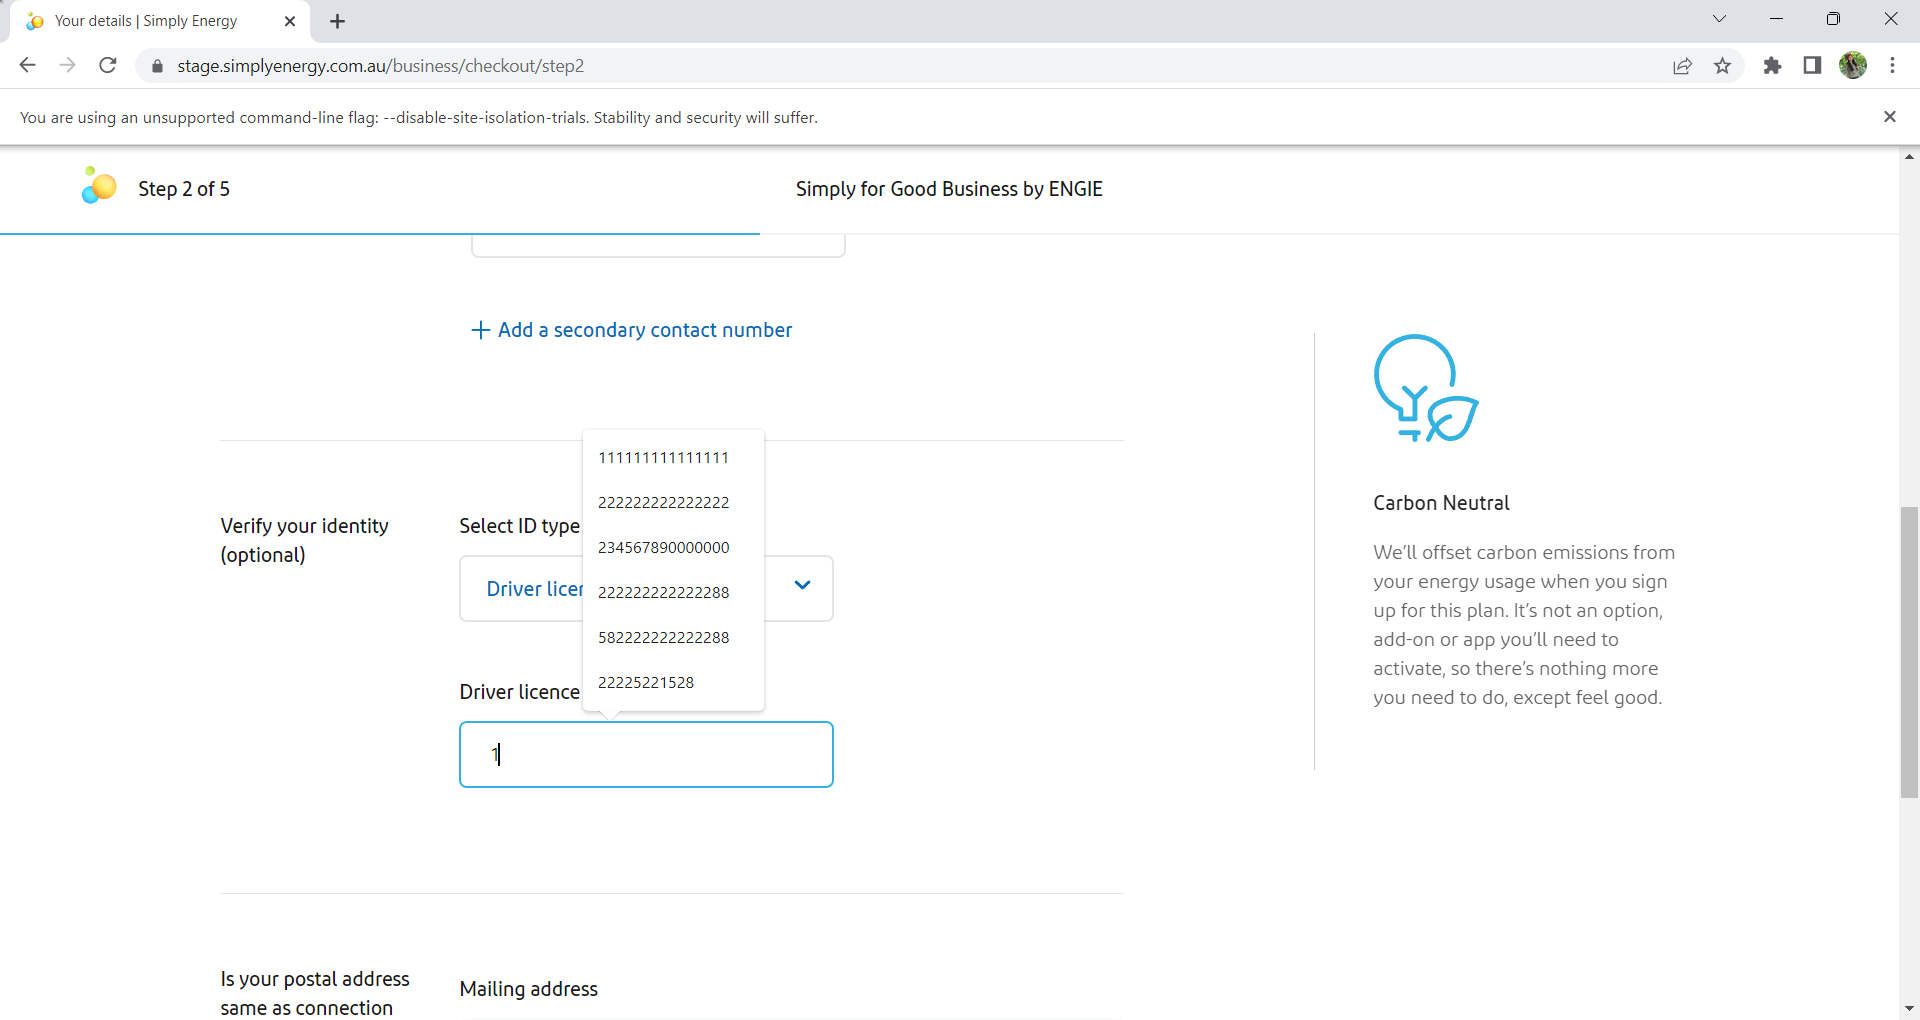 Your details | Simply Energy
stage.simplyenergy.com.au/business/checkout/step2
You are using an unsupported command-line flag: --disable-site-isolation-trials. Stability and security will suffer.
Step 2 of 5
Simply for Good Business by ENGIE
+ Add a secondary contact number
111111111111111
222222222222222
234567890000000
222222222222288
582222222222288
22225221528
Verify your identity
(optional)
Select ID type
Driver licen
Driver licence
1
Carbon Neutral
We'll offset carbon emissions from
your energy usage when you sign
up for this plan. It's not an option,
add-on or app you'll need to
activate, so there's nothing more
you need to do, except feel good.
Is your postal address
same as connection
Mailing address